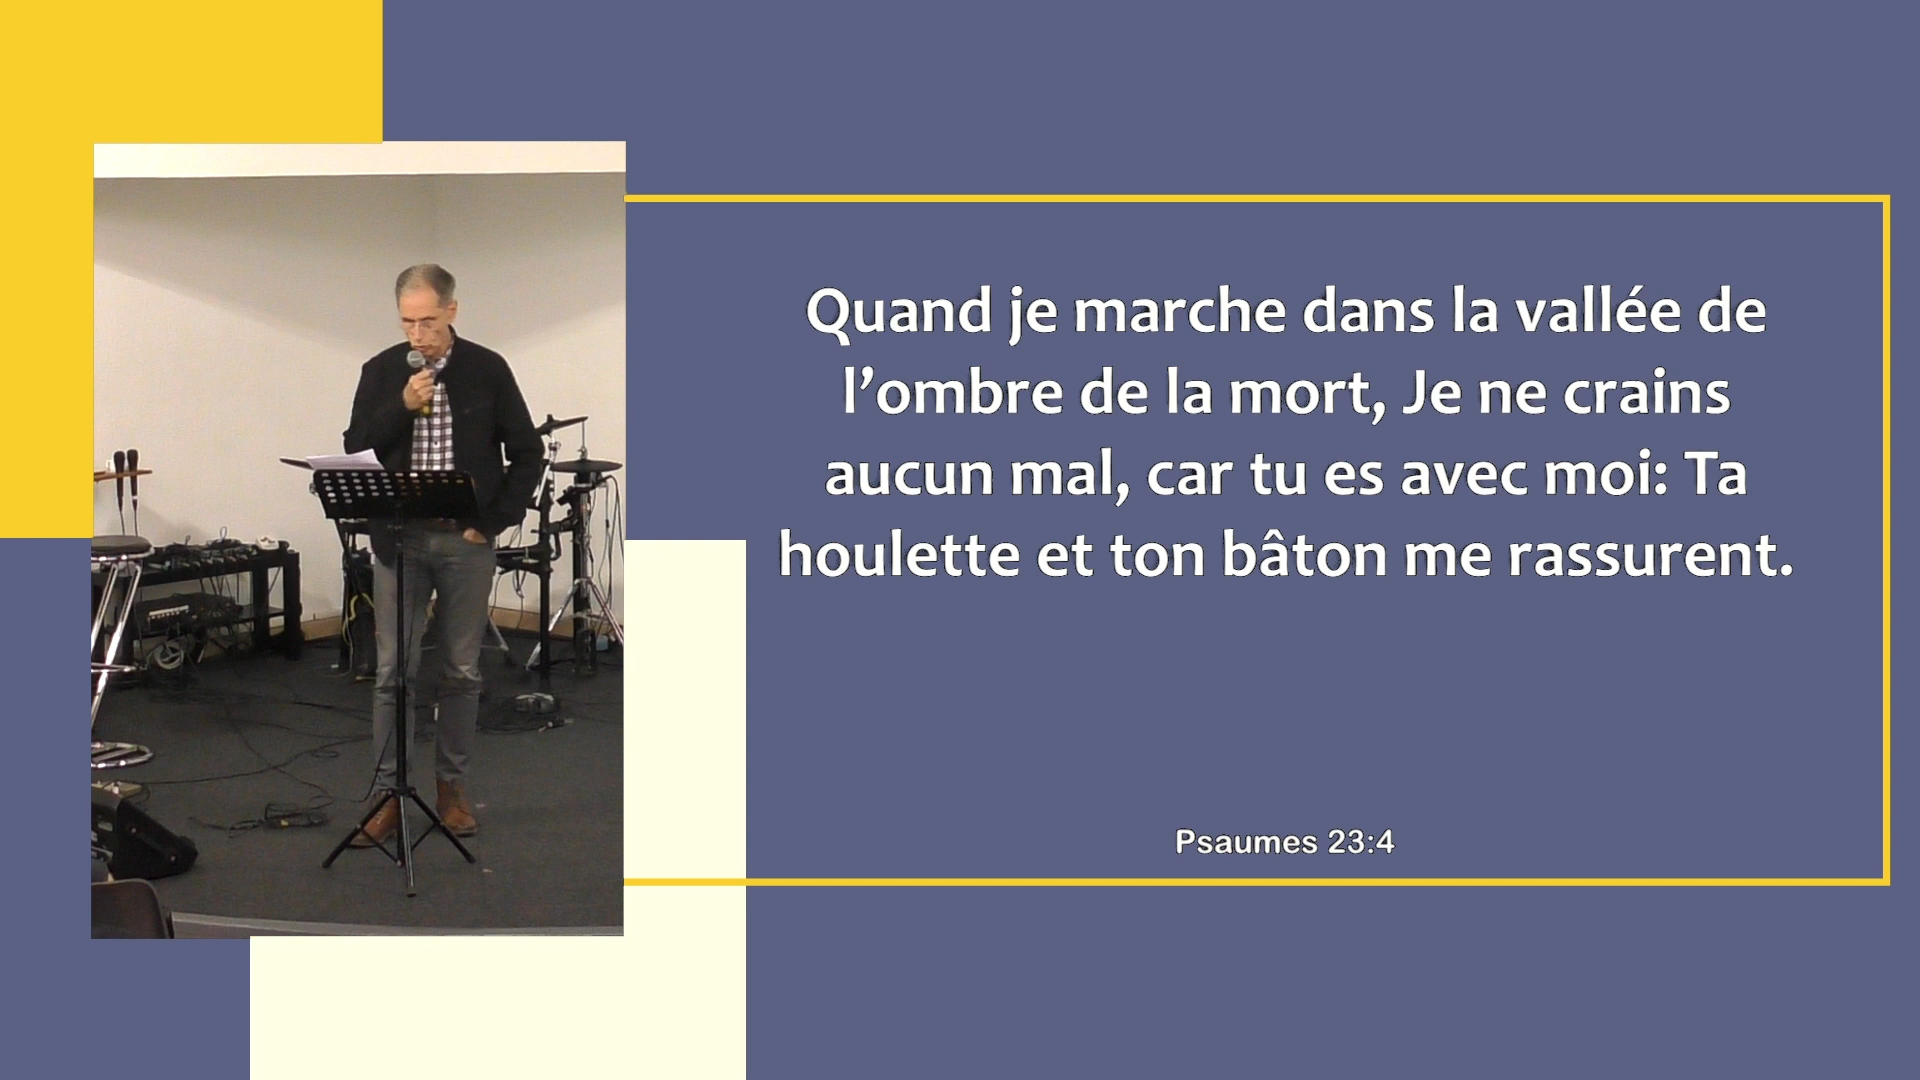 Quand je marche dans la vallée de
l’ombre de la mort, Je ne crains
aucun mal, car tu es avec moi: Ta
houlette et ton bâton me rassurent.
Psaumes 23:4